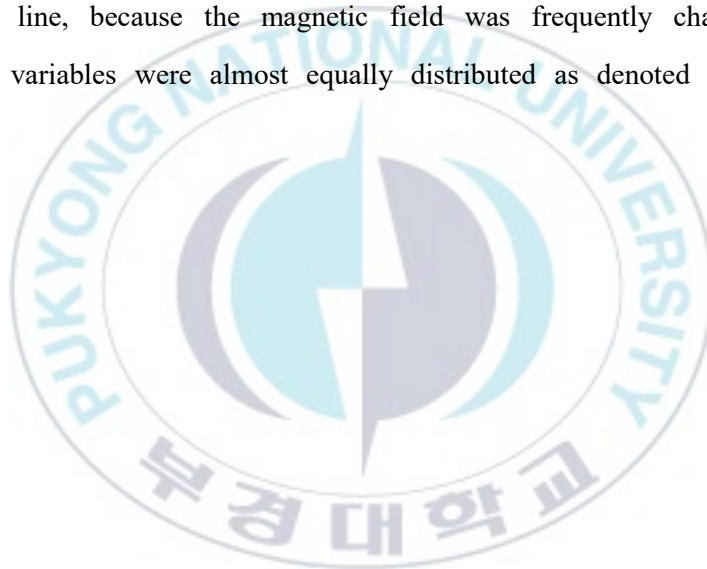 line, because the magnetic field was frequently
variables were almost equally distributed as denoted
PUKYONG NATIONAL UNIVERSITY
부경대학교